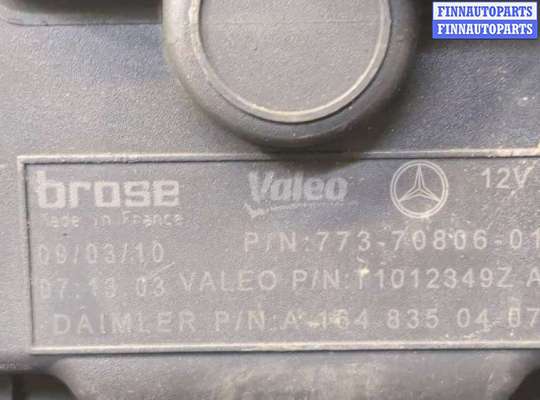 FINNAUTOPARTS
FINNAUTOPARTS
brose Valeo 12V
Made in France
09/03/10 P/N:773-70806-01
07:13 03 VALEO P/N:T1012349Z A
DAIMLER P/N:A 164 835 04 07